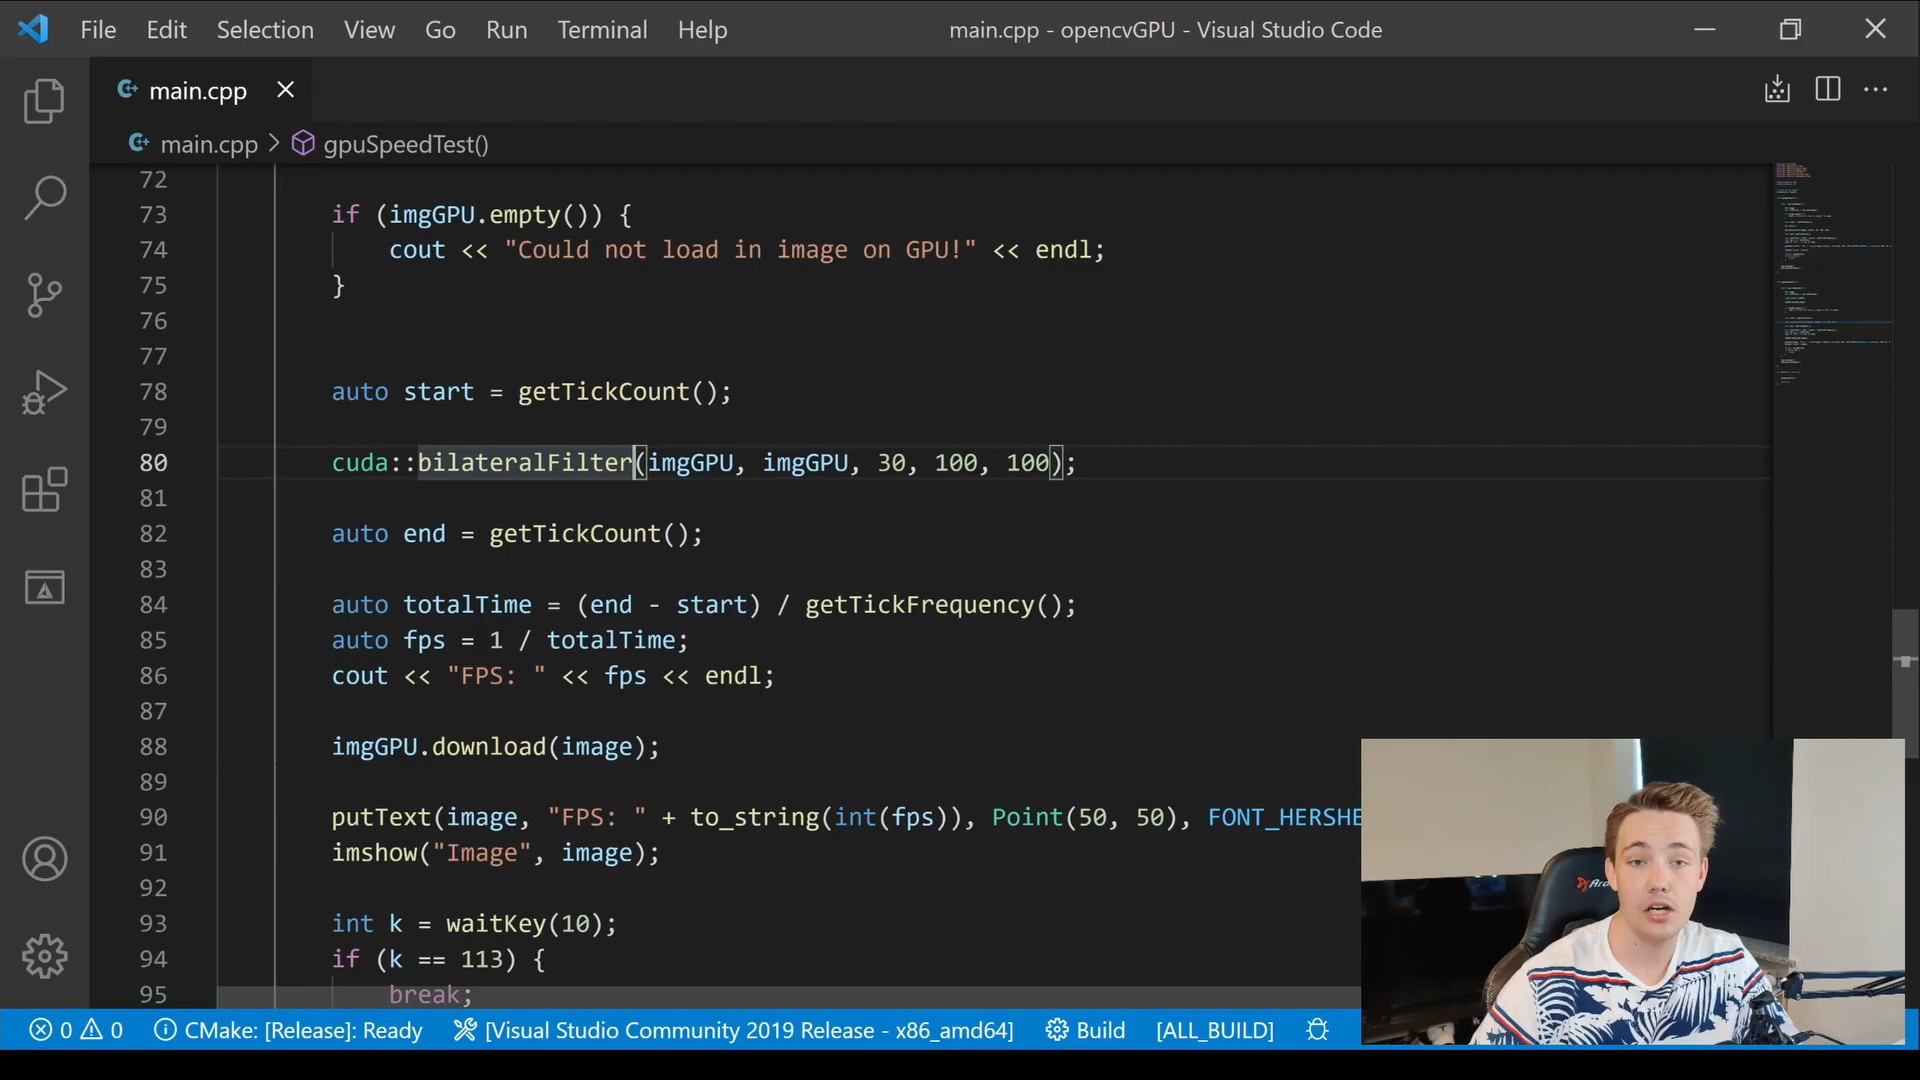 File Edit Selection View Go Run Terminal Help main.cpp - opencvGPU - Visual Studio Code
main.cpp
main.cpp > gpuSpeedTest()
72
73 if (imgGPU.empty()) {
74 cout << "Could not load in image on GPU!" << endl;
75 }
76
77
78 auto start = getTickCount();
79
80 cuda::bilateralFilter(imgGPU, imgGPU, 30, 100, 100);
81
82 auto end = getTickCount();
83
84 auto totalTime = (end - start) / getTickFrequency();
85 auto fps = 1 / totalTime;
86 cout << "FPS: " << fps << endl;
87
88 imgGPU.download(image);
89
90 putText(image, "FPS: " + to_string(int(fps)), Point(50, 50), FONT_HERSHE
91 imshow("Image", image);
92
93 int k = waitKey(10);
94 if (k == 113) {
95 break;
0 0 CMake: [Release]: Ready [Visual Studio Community 2019 Release - x86_amd64] Build [ALL_BUILD]